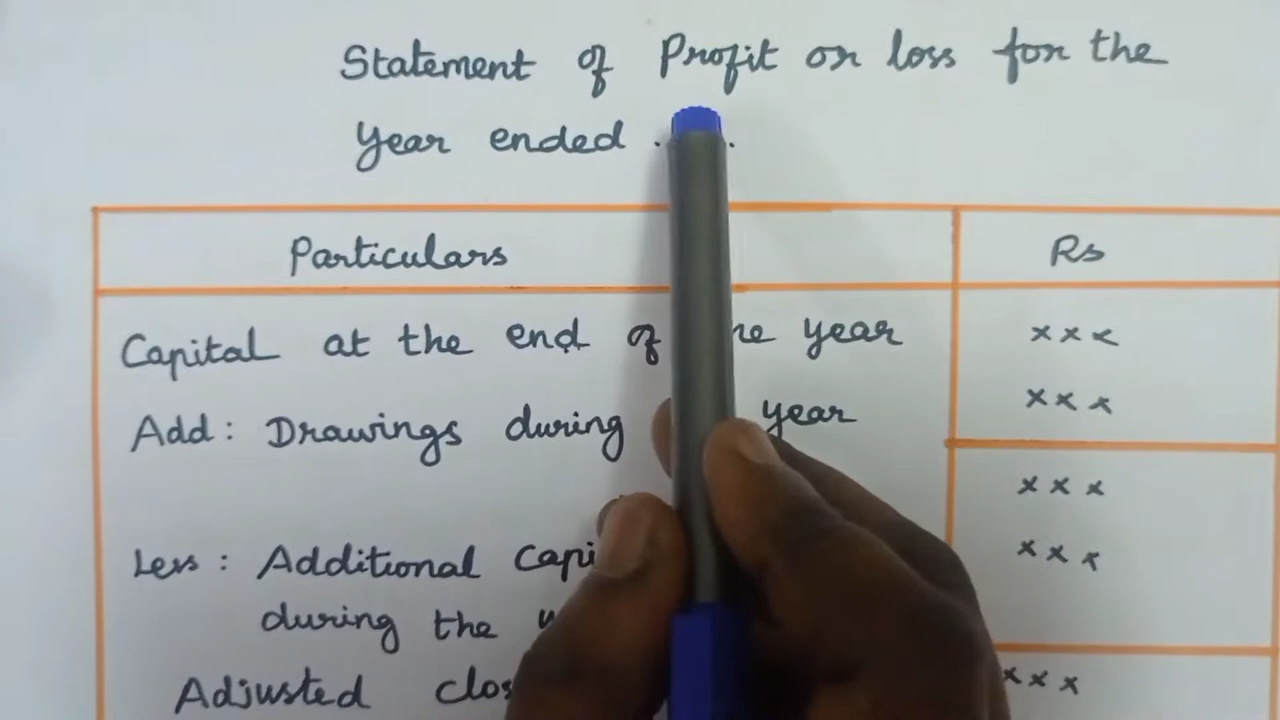 Statement of Profit or loss for the
Year ended . .
Particulars Rs
Capital at the end of year xxx
Add: Drawings during year xxx
xxx
Less: Additional xxx
during the
Adjusted xxx